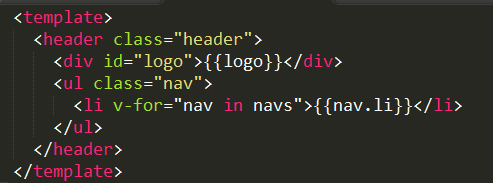 <template>
  <header class="header">
    <div id="logo">{{logo}}</div>
    <ul class="nav">
      <li v-for="nav in navs">{{nav.li}}</li>
    </ul>
  </header>
</template>